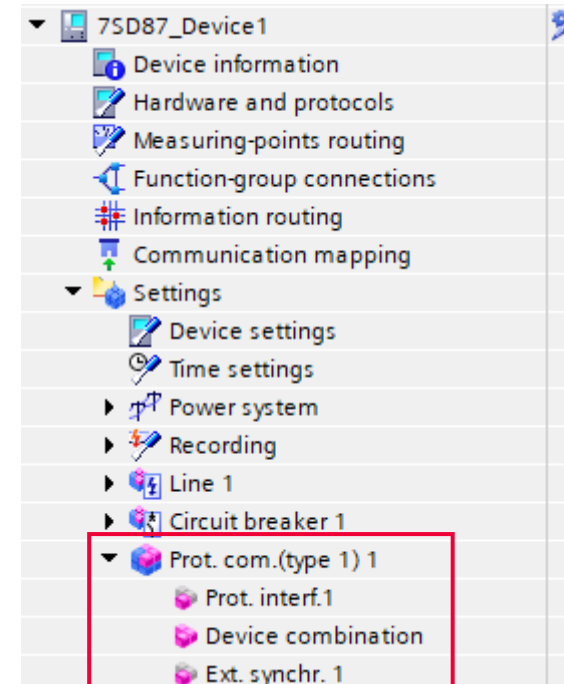 7SD87_Device1
Device information
Hardware and protocols
Measuring-points routing
Function-group connections
Information routing
Communication mapping
Settings
Device settings
Time settings
Power system
Recording
Line 1
Circuit breaker 1
Prot. com.(type 1) 1
Prot. interf.1
Device combination
Ext. synchr. 1